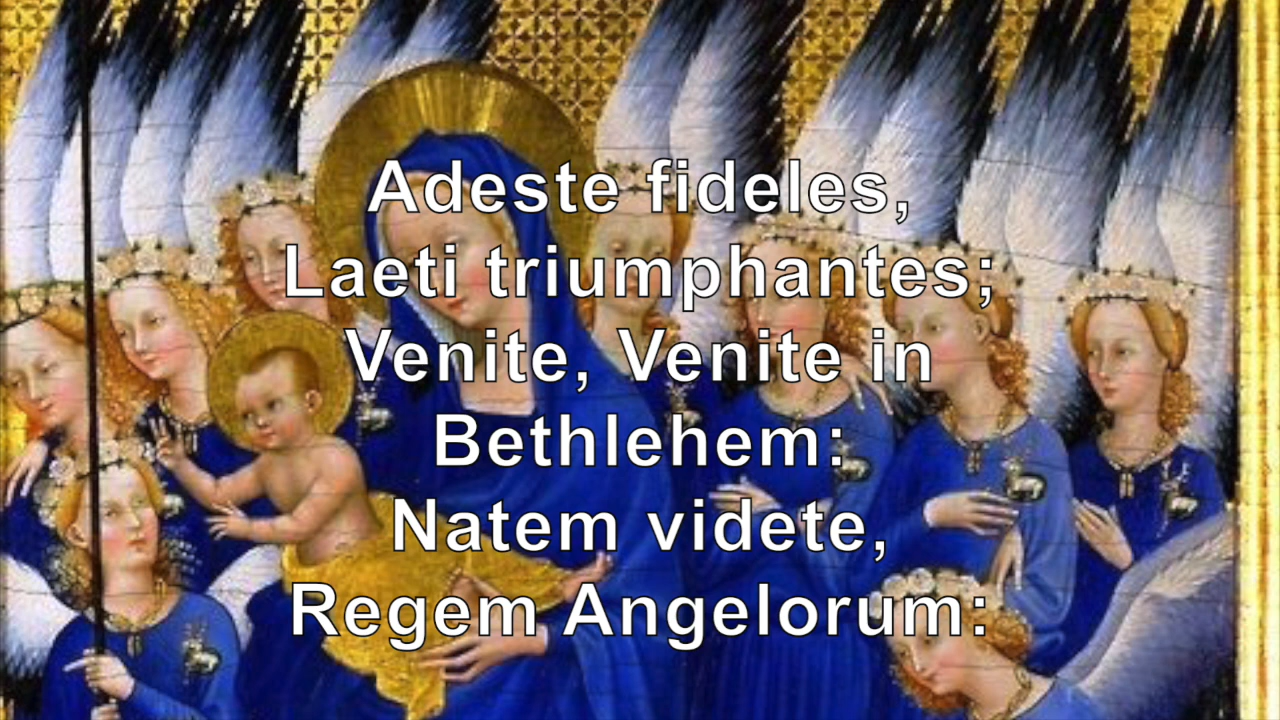 Adeste fideles,
Laeti triumphantes;
Venite, Venite in
Bethlehem:
Natem videte,
Regem Angelorum: